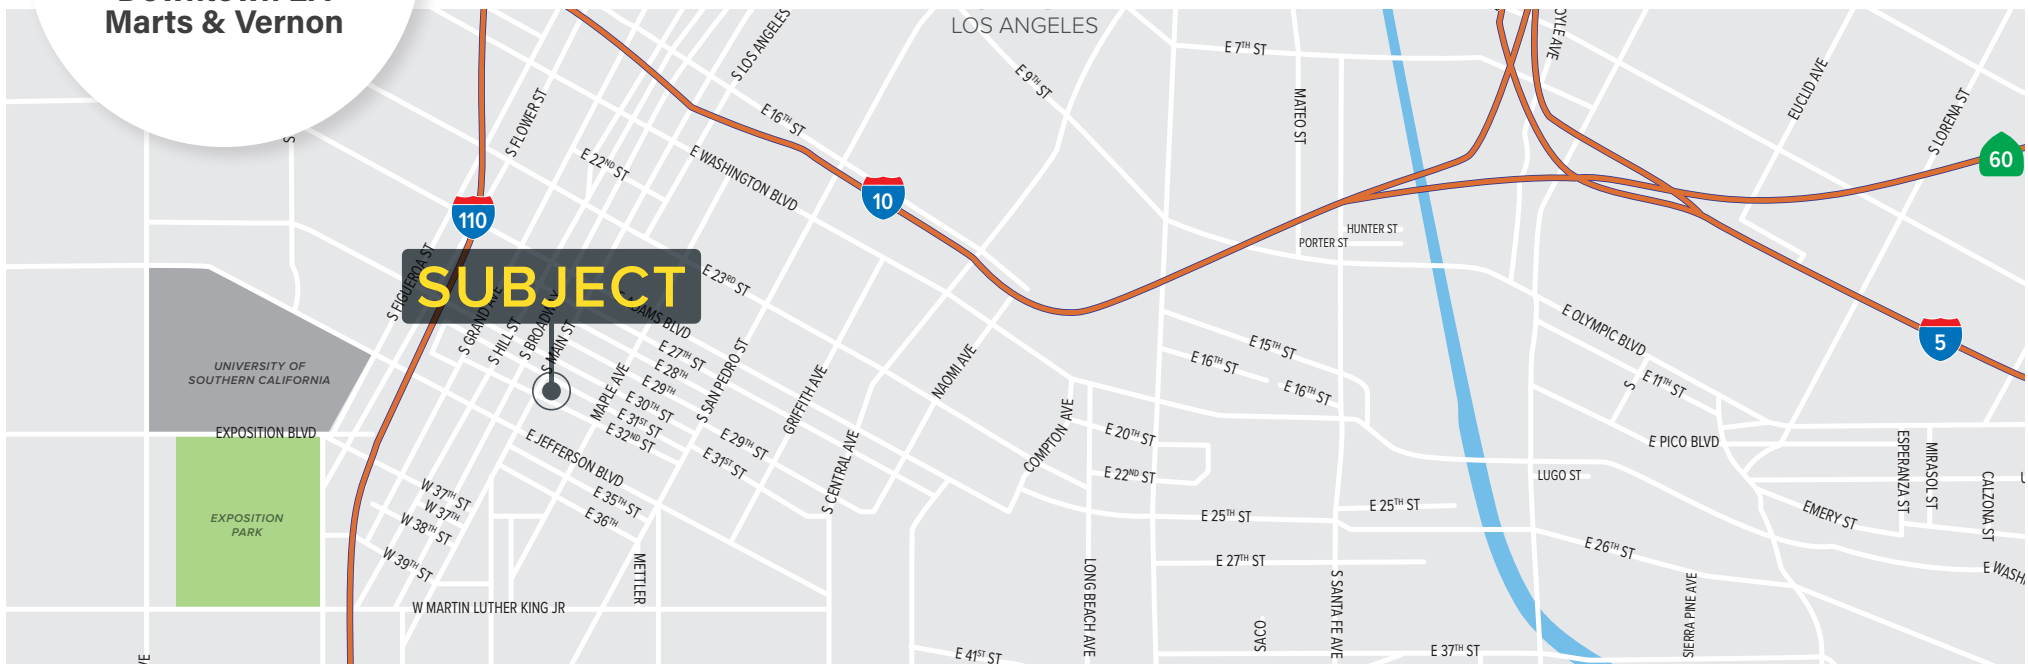 Marts & Vernon
LOS ANGELES
S LOS ANGELES
E 7TH ST
E 9TH ST
MATEO ST
EUCLID AVE
S LORENA ST
60
S FLOWER ST
E 16TH ST
E 22ND ST
E WASHINGTON BLVD
10
110
HUNTER ST
PORTER ST
S FIGUEROA ST
SUBJECT
E 23RD ST
ADAMS BLVD
S GRAND AVE
S HILL ST
S BROADWAY
S MAIN ST
E OLYMPIC BLVD
5
UNIVERSITY OF
SOUTHERN CALIFORNIA
E 27TH ST
E 28TH
E 29TH
E 30TH ST
E 31ST ST
E 32ND ST
MAPLE AVE
S SAN PEDRO ST
GRIFFITH AVE
NAOMI AVE
E 15TH ST
E 16TH ST
E 16TH ST
S
E 11TH ST
EXPOSITION BLVD
E JEFFERSON BLVD
E 29TH ST
E 31ST ST
S CENTRAL AVE
COMPTON AVE
E 20TH ST
E 22ND ST
E PICO BLVD
LUGO ST
ESPERANZA ST
MIRASOL ST
CALZONA ST
W 37TH ST
W 37TH
W 38TH ST
W 39TH ST
E 35TH ST
E 36TH
EXPOSITION
PARK
E 25TH ST
E 25TH ST
EMERY ST
E 26TH ST
E 27TH ST
METTLER
LONG BEACH AVE
S SANTA FE AVE
SIERRA PINE AVE
W MARTIN LUTHER KING JR
SACO
E 41ST ST
E 37TH ST